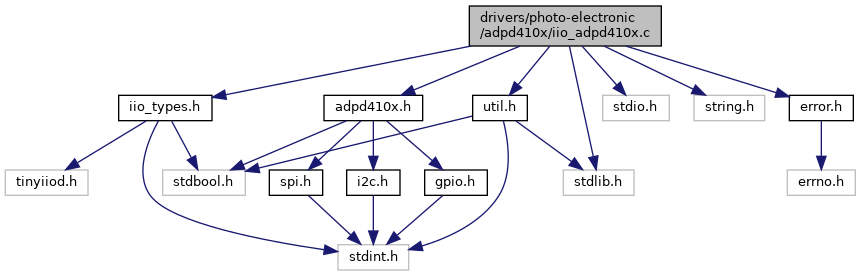 drivers/photo-electronic
/adpd410x/iio_adpd410x.c
iio_types.h
adpd410x.h
util.h
stdio.h
string.h
error.h
tinyiiod.h
stdbool.h
spi.h
i2c.h
gpio.h
stdlib.h
errno.h
stdint.h